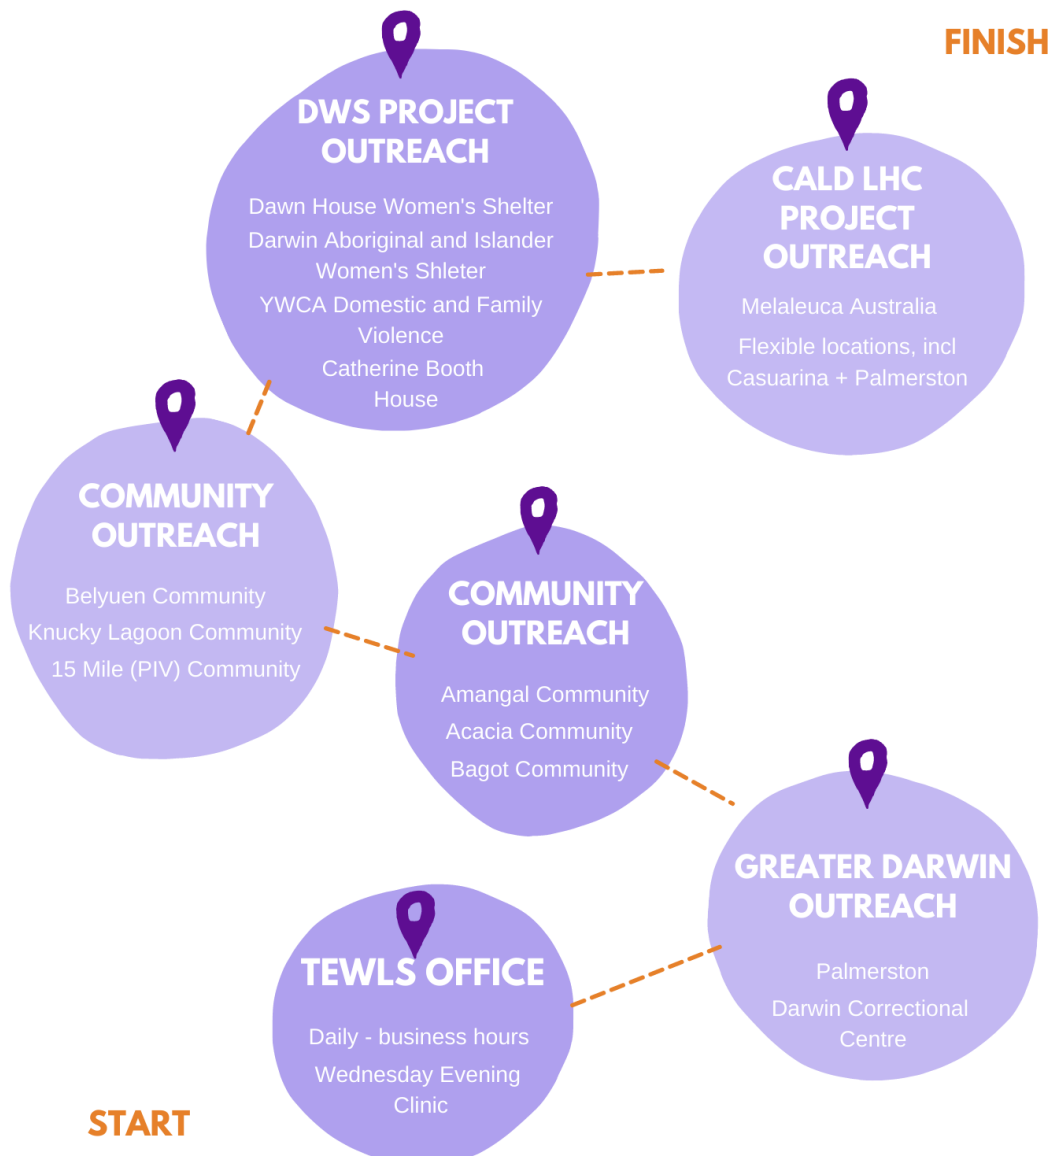 FINISH
DWS PROJECT
OUTREACH
Dawn House Women's Shelter
Darwin Aboriginal and Islander
Women's Shleter
YWCA Domestic and Family
Violence
Catherine Booth
House
CALD LHC
PROJECT
OUTREACH
Melaleuca Australia
Flexible locations, incl
Casuarina + Palmerston
COMMUNITY
OUTREACH
Belyuen Community
Knucky Lagoon Community
15 Mile (PIV) Community
COMMUNITY
OUTREACH
Amangal Community
Acacia Community
Bagot Community
GREATER DARWIN
OUTREACH
Palmerston
Darwin Correctional
Centre
TEWLS OFFICE
Daily - business hours
Wednesday Evening
Clinic
START